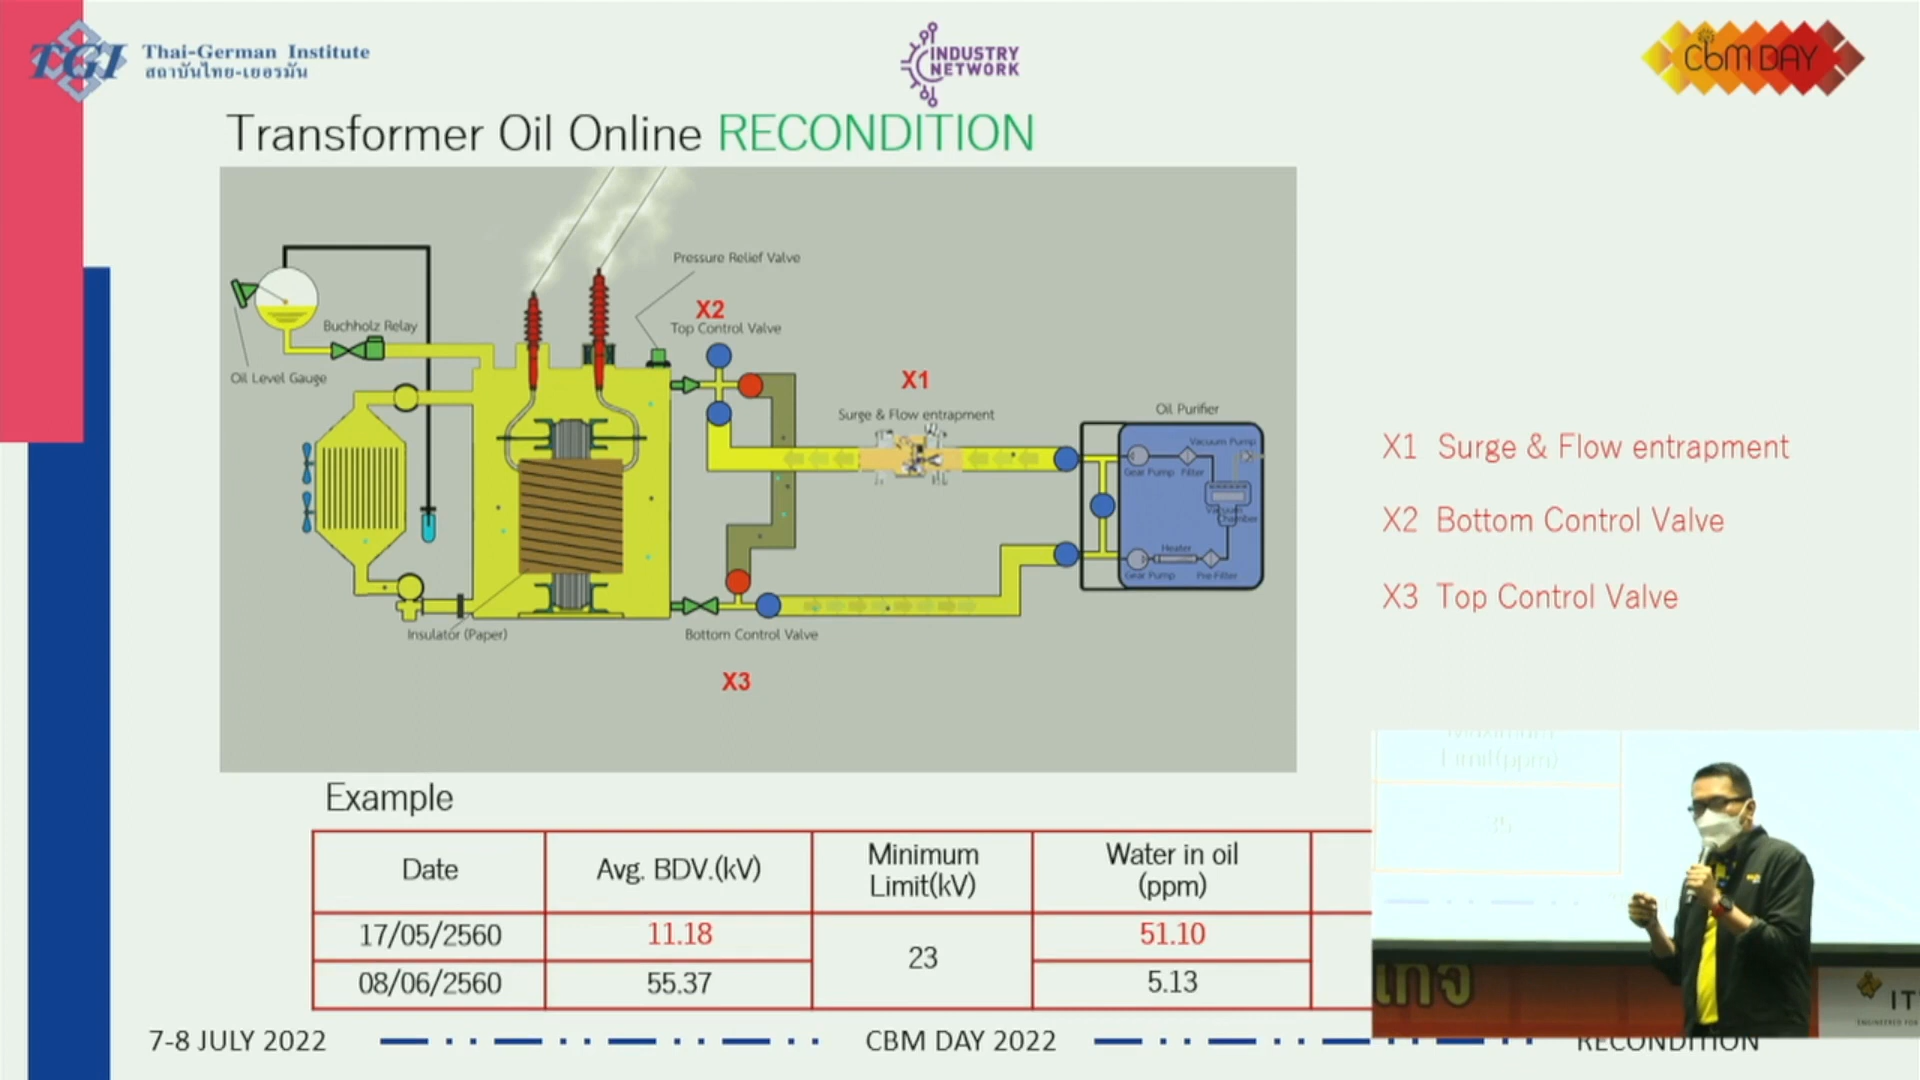 TGI Thai-German Institute
สถาบันไทย-เยอรมัน
INDUSTRY
NETWORK
CbM DAY
Transformer Oil Online RECONDITION
Pressure Relief Valve
X2
Top Control Valve
Buchholz Relay
Oil Level Gauge
X1
Surge & Flow entrapment
Oil Purifier
Vacuum Pump
Gear Pump
Filter
Vacuum
Chamber
Heater
Gear Pump
Pre-Filter
Insulator (Paper)
Bottom Control Valve
X3
X1 Surge & Flow entrapment
X2 Bottom Control Valve
X3 Top Control Valve
Example
Date
Avg. BDV.(kV)
Minimum
Limit(kV)
Water in oil
(ppm)
17/05/2560
11.18
23
51.10
08/06/2560
55.37
5.13
Maximum
Limit(ppm)
35
IT
7-8 JULY 2022
CBM DAY 2022
RECONDITION